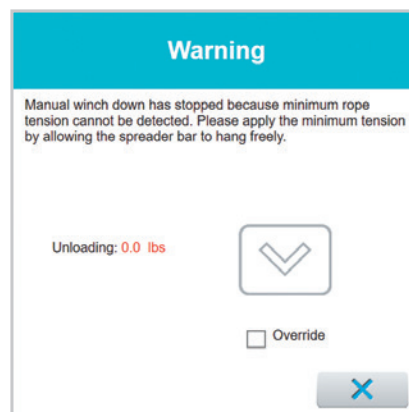 Warning
Manual winch down has stopped because minimum rope
tension cannot be detected. Please apply the minimum tension
by allowing the spreader bar to hang freely.
Unloading: 0.0 lbs
Override